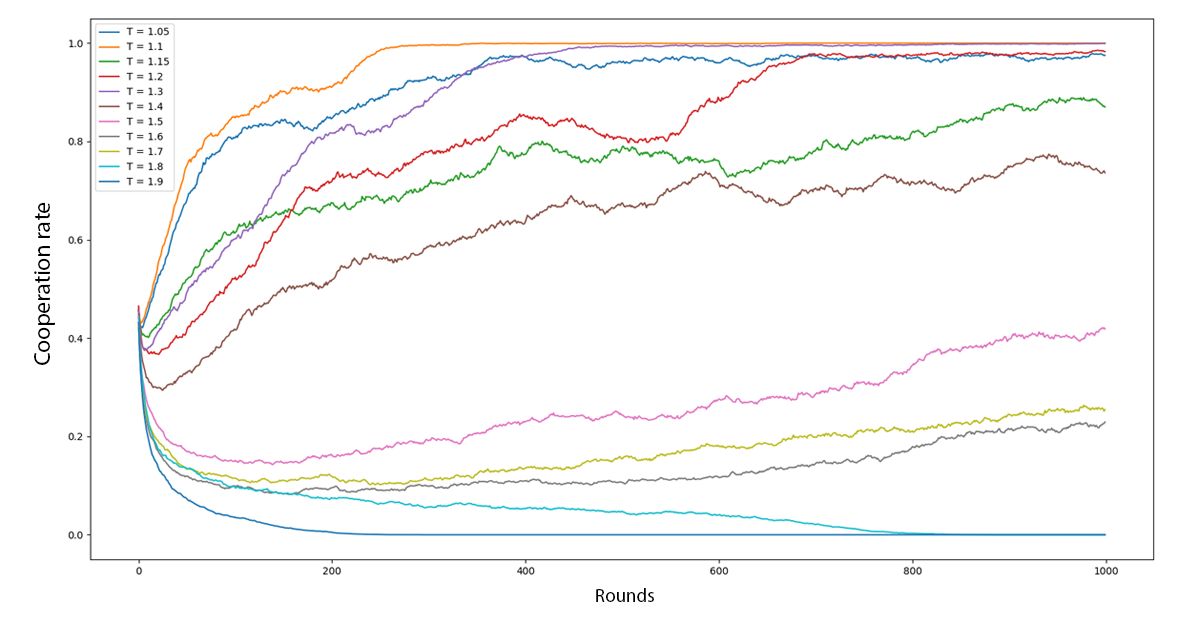 T = 1.05
T = 1.1
T = 1.15
T = 1.2
T = 1.3
T = 1.4
T = 1.5
T = 1.6
T = 1.7
T = 1.8
T = 1.9
1.0
0.8
0.6
0.4
0.2
0.0
Cooperation rate
0 200 400 600 800 1000
Rounds